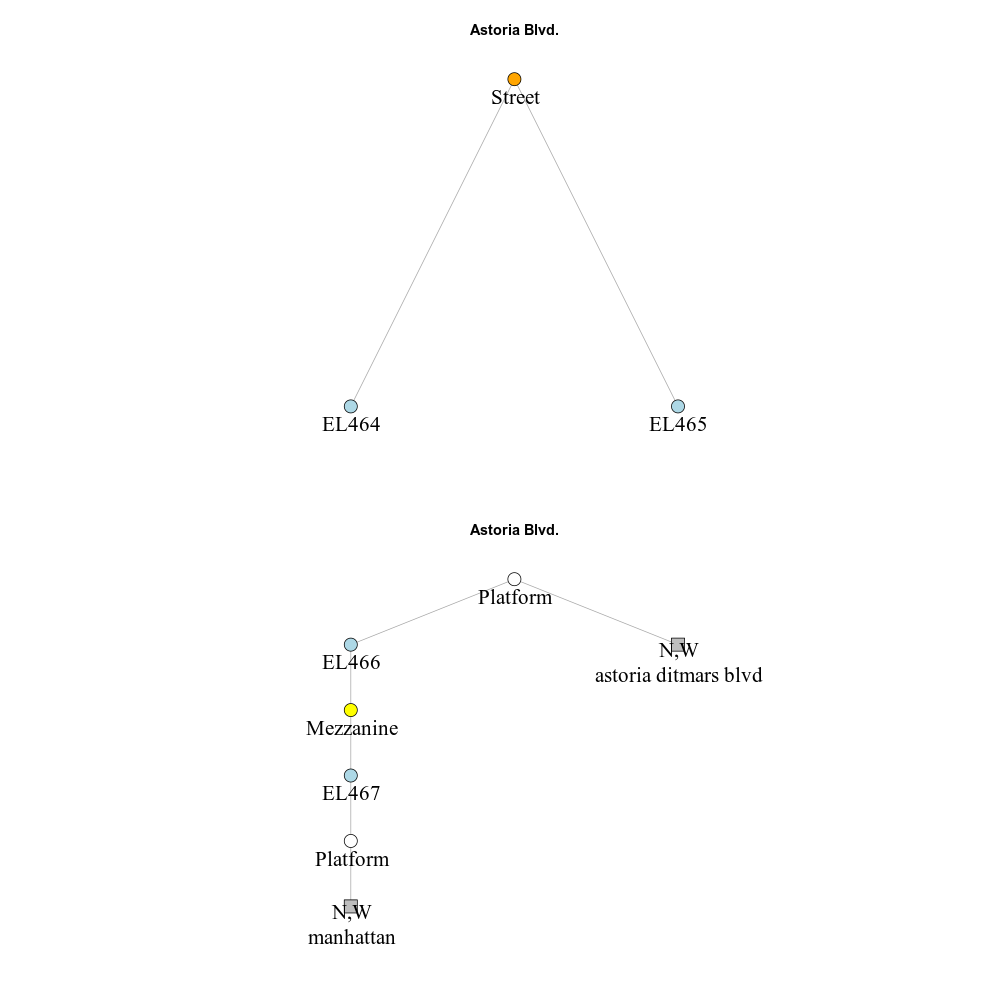 Astoria Blvd.
Street
EL464
EL465
Astoria Blvd.
Platform
EL466
N,W
astoria ditmars blvd
Mezzanine
EL467
Platform
N,W
manhattan